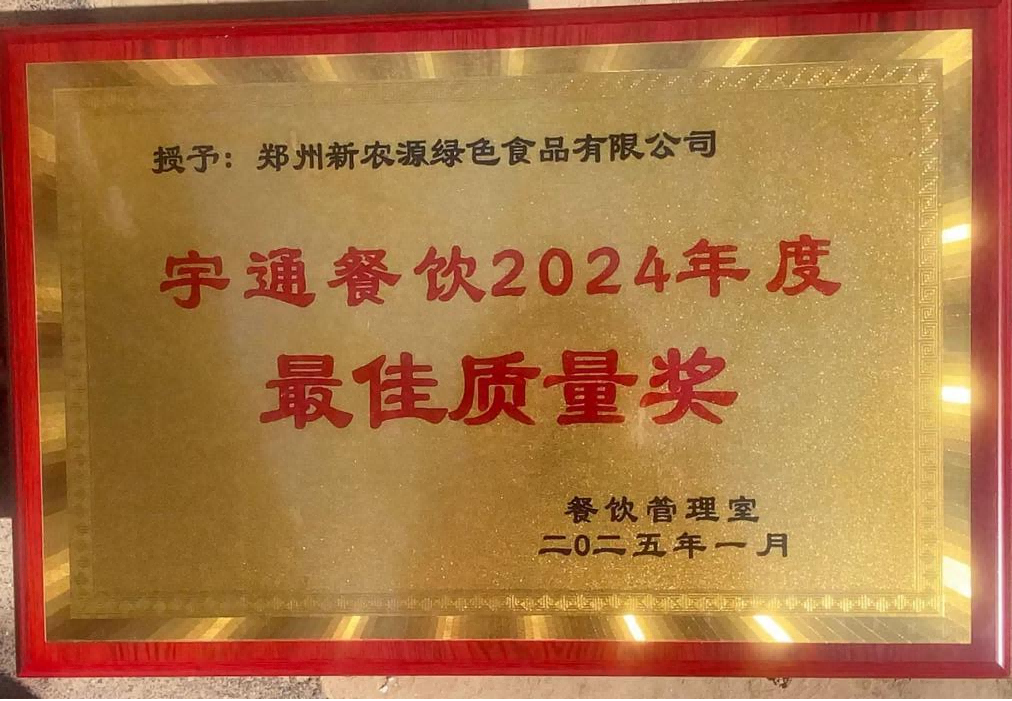 授予：郑州新农源绿色食品有限公司
宇通餐饮2024年度
最佳质量奖
餐饮管理室
二0二五年一月